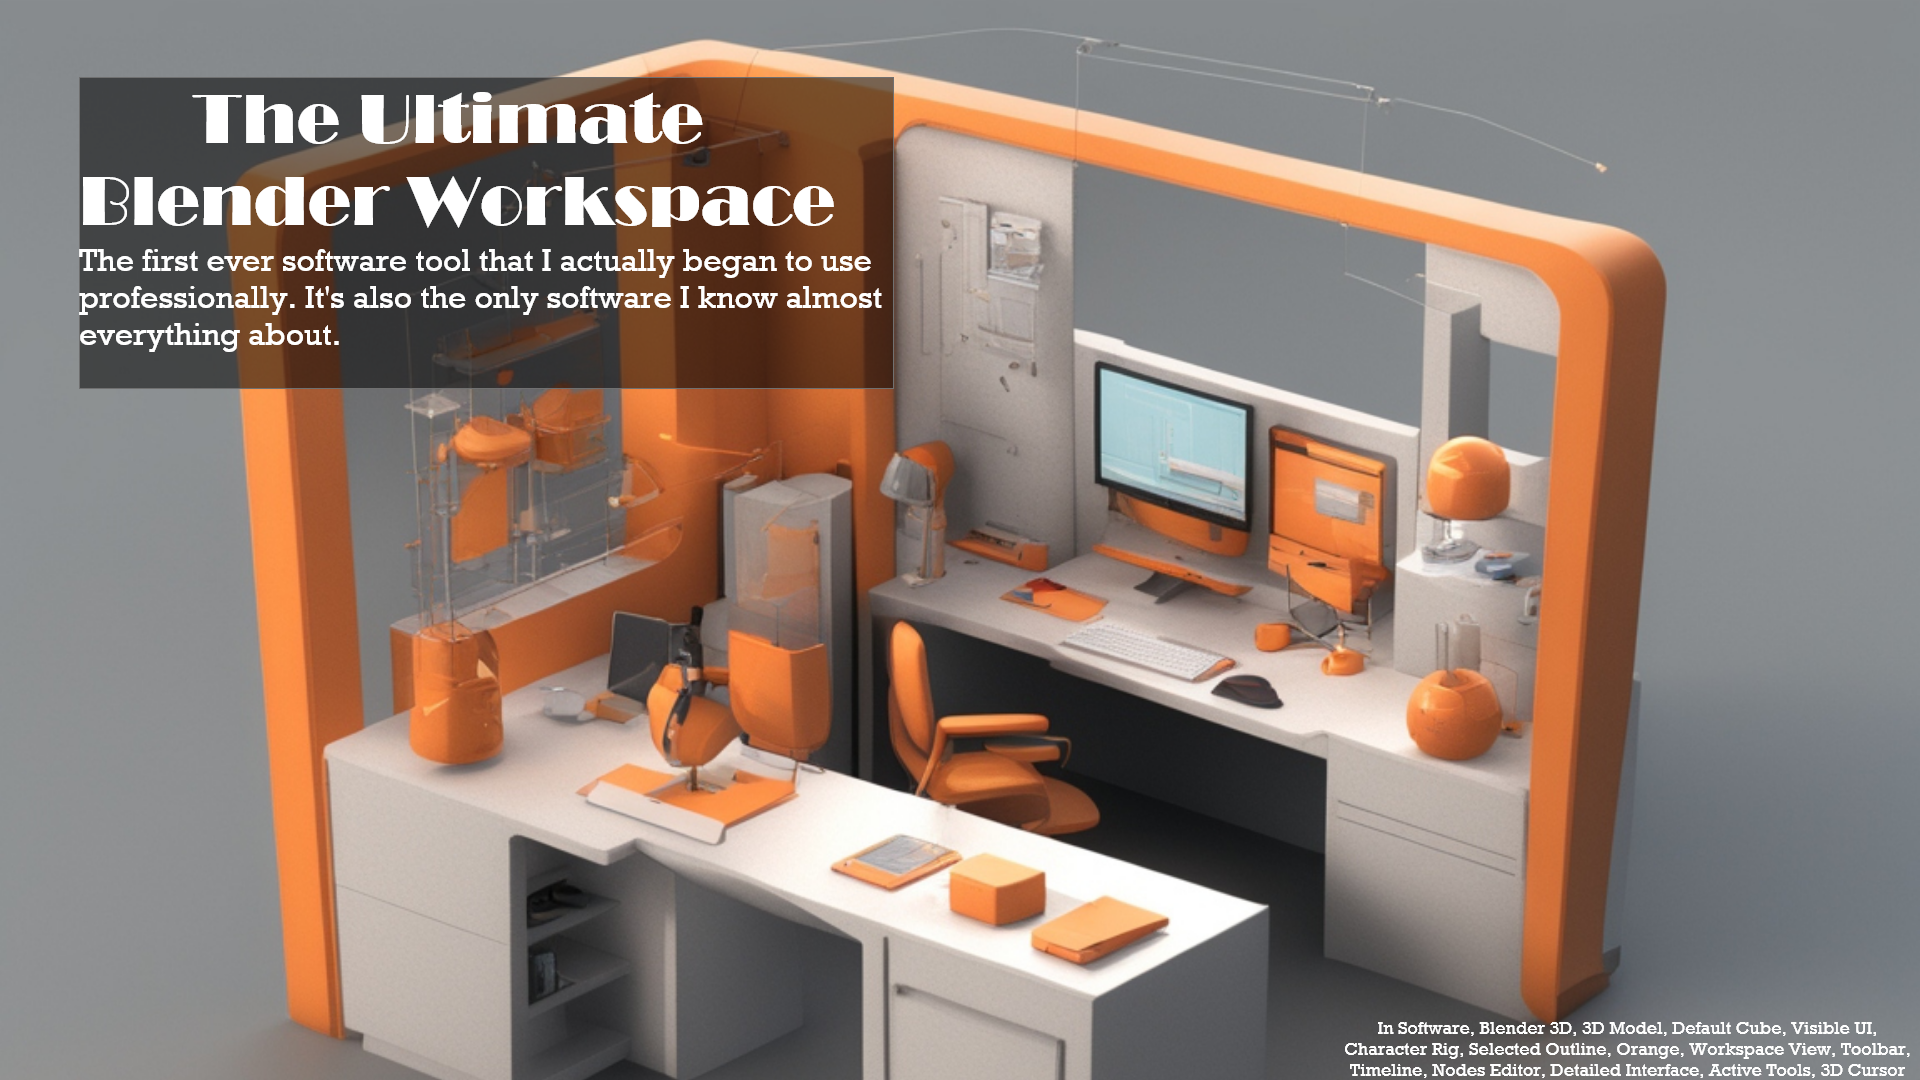 The Ultimate
Blender Workspace
The first ever software tool that I actually began to use
professionally. It's also the only software I know almost
everything about.
In Software, Blender 3D, 3D Model, Default Cube, Visible UI,
Character Rig, Selected Outline, Orange, Workspace View, Toolbar,
Timeline, Nodes Editor, Detailed Interface, Active Tools, 3D Cursor